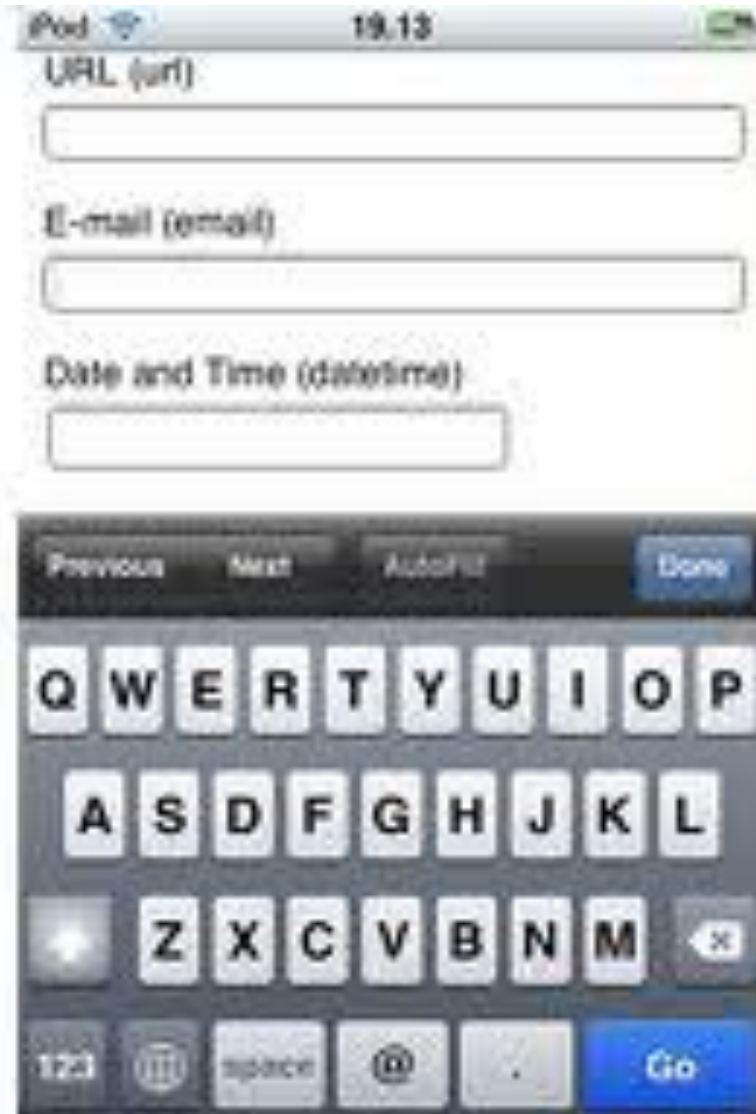 iPod 19.13
URL (url)
E-mail (email)
Date and Time (datetime)
Previous Next AutoFill Done
Q W E R T Y U I O P
A S D F G H J K L
Z X C V B N M
123 space @ . Go